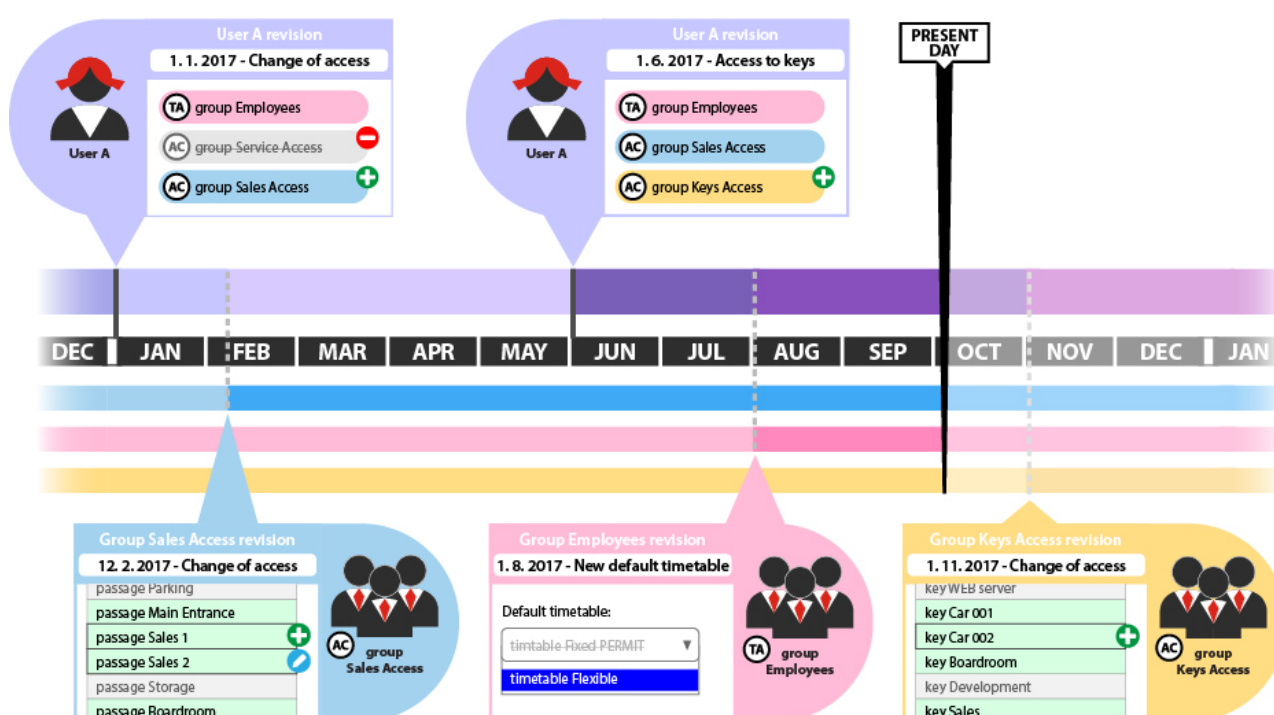 User A revision
1. 1. 2017 - Change of access
TA group Employees
AC group Service Access
AC group Sales Access
User A
User A revision
1. 6. 2017 - Access to keys
TA group Employees
AC group Sales Access
AC group Keys Access
User A
PRESENT
DAY
DEC JAN FEB MAR APR MAY JUN JUL AUG SEP OCT NOV DEC JAN
Group Sales Access revision
12. 2. 2017 - Change of access
passage Parking
passage Main Entrance
passage Sales 1
passage Sales 2
passage Storage
passage Boardroom
AC group
Sales Access
Group Employees revision
1. 8. 2017 - New default timetable
Default timetable:
timtable Fixed PERMIT
timetable Flexible
TA group
Employees
Group Keys Access revision
1. 11. 2017 - Change of access
key WEB server
key Car 001
key Car 002
key Boardroom
key Development
key Sales
AC group
Keys Access